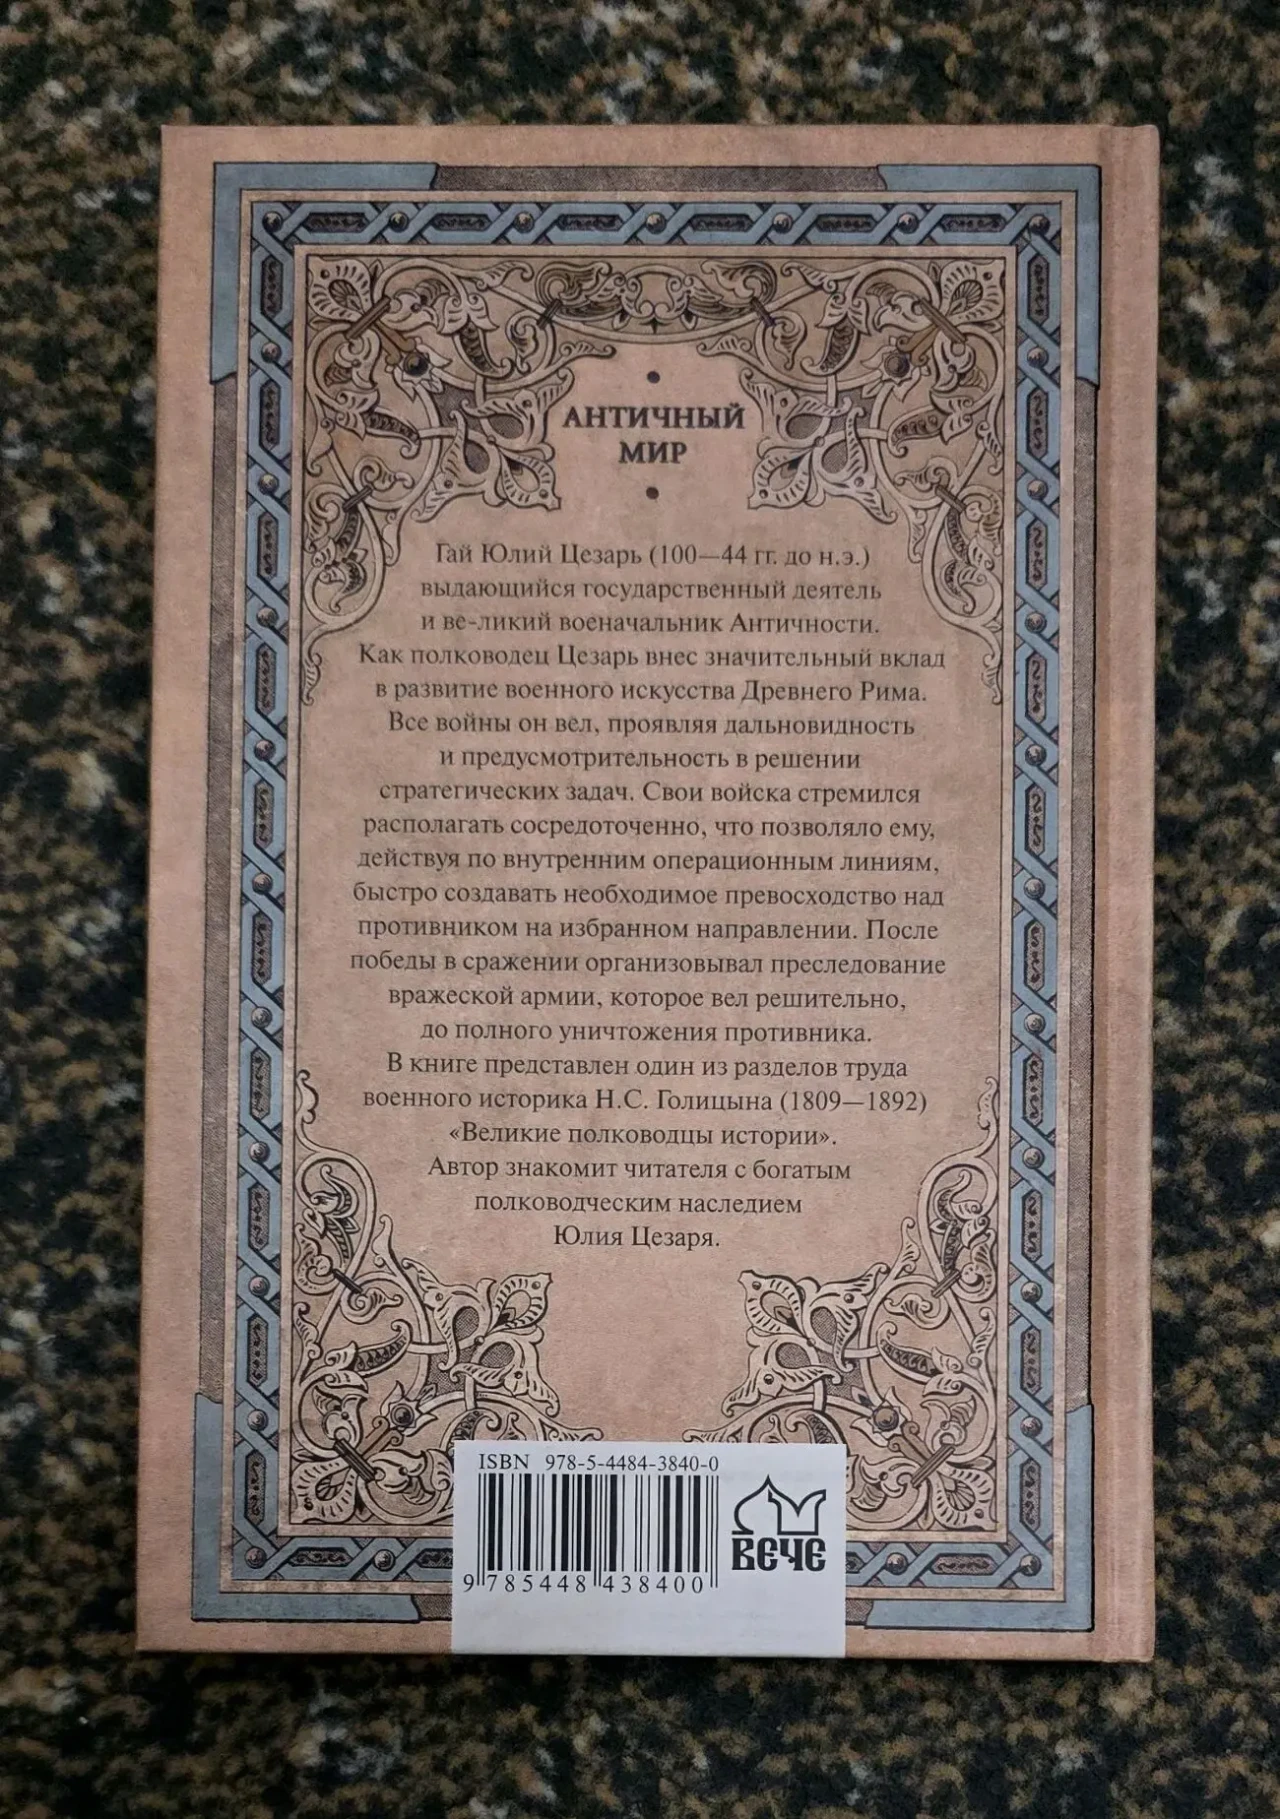 АНТИЧНЫЙ
МИР
Гай Юлий Цезарь (100—44 гг. до н.э.)
выдающийся государственный деятель
и ве-ликий военачальник Античности.
Как полководец Цезарь внес значительный вклад
в развитие военного искусства Древнего Рима.
Все войны он вел, проявляя дальновидность
и предусмотрительность в решении
стратегических задач. Свои войска стремился
располагать сосредоточенно, что позволяло ему,
действуя по внутренним операционным линиям,
быстро создавать необходимое превосходство над
противником на избранном направлении. После
победы в сражении организовывал преследование
вражеской армии, которое вел решительно,
до полного уничтожения противника.
В книге представлен один из разделов труда
военного историка Н.С. Голицына (1809—1892)
«Великие полководцы истории».
Автор знакомит читателя с богатым
полководческим наследием
Юлия Цезаря.
ISBN 978-5-4484-3840-0
ВЕЧЕ
9 785448 438400